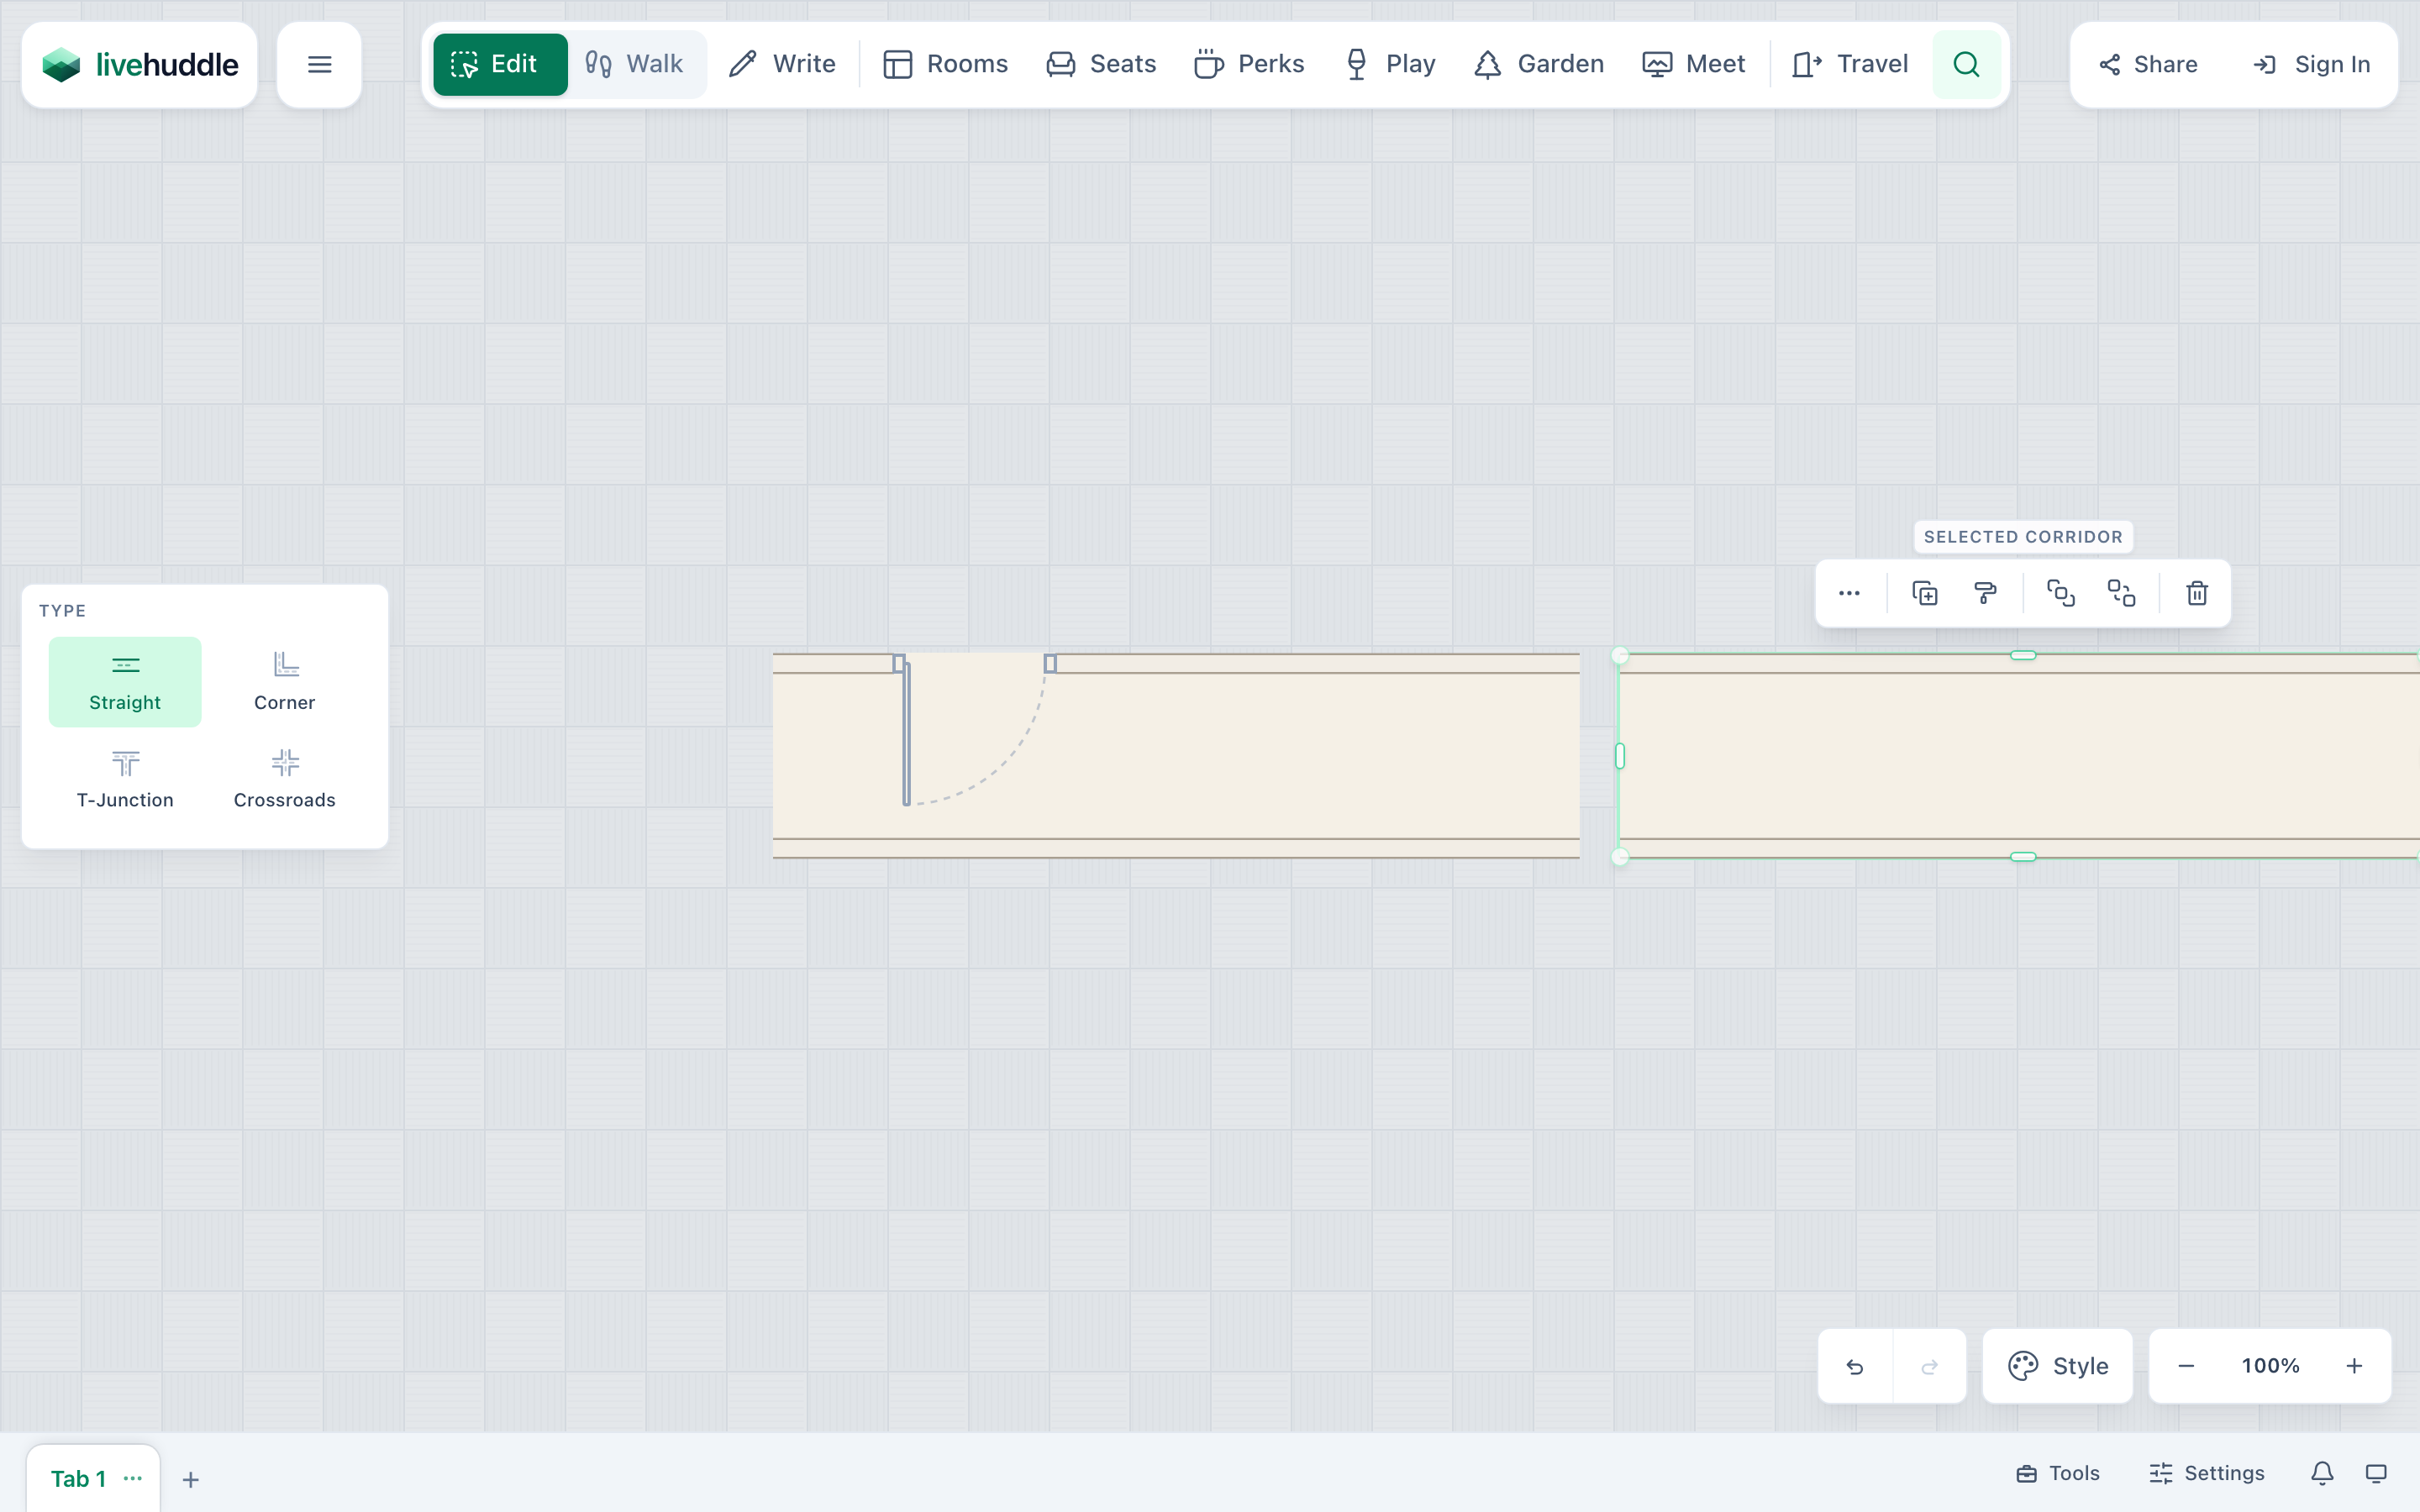 livehuddle
Edit
Walk
Write
Rooms
Seats
Perks
Play
Garden
Meet
Travel
Share
Sign In
SELECTED CORRIDOR
TYPE
Straight
Corner
T-Junction
Crossroads
Style
100%
Tab 1
Tools
Settings